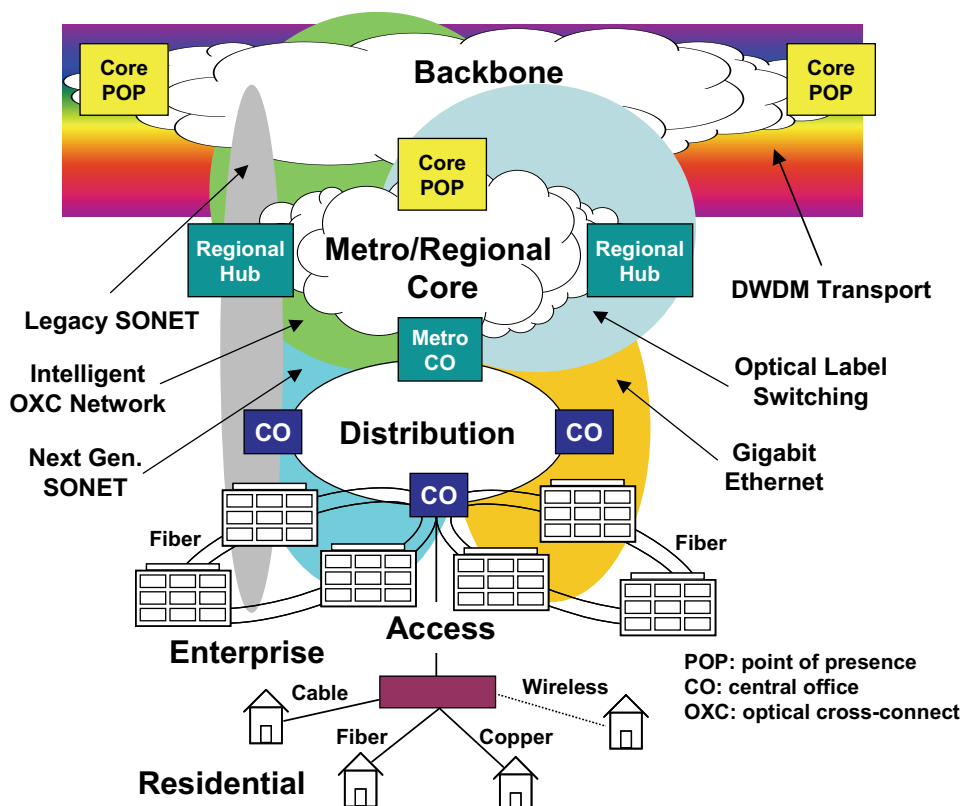 Core
POP
Backbone
Core
POP
Core
POP
Regional
Hub
Metro/Regional
Core
Regional
Hub
Legacy SONET
DWDM Transport
Metro
CO
Intelligent
OXC Network
Optical Label
Switching
CO
Distribution
CO
Next Gen.
SONET
Gigabit
Ethernet
CO
Fiber
Fiber
Access
Enterprise
POP: point of presence
CO: central office
OXC: optical cross-connect
Cable
Wireless
Fiber
Copper
Residential